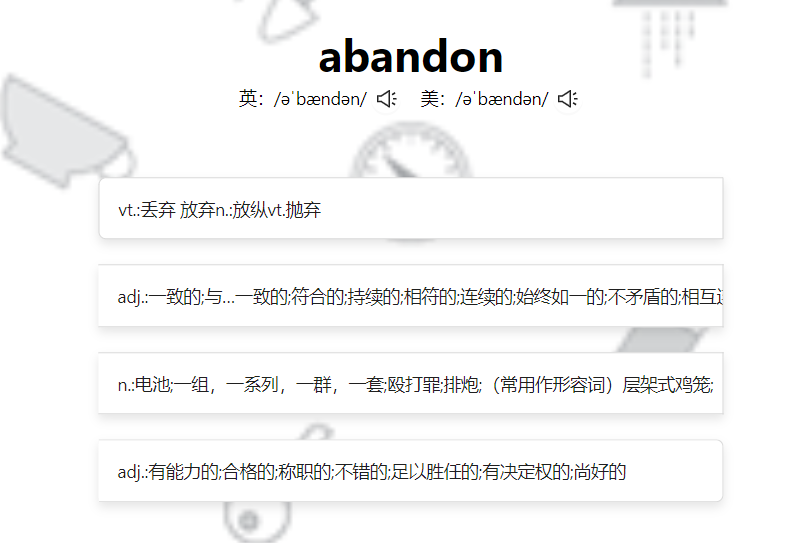 abandon
英：/əˈbændən/ 美：/əˈbændən/
vt.:丢弃 放弃n.:放纵vt.抛弃
adj.:一致的;与...一致的;符合的;持续的;相符的;连续的;始终如一的;不矛盾的;相互
n.:电池;一组，一系列，一群，一套;殴打罪;排炮;（常用作形容词）层架式鸡笼;
adj.:有能力的;合格的;称职的;不错的;足以胜任的;有决定权的;尚好的